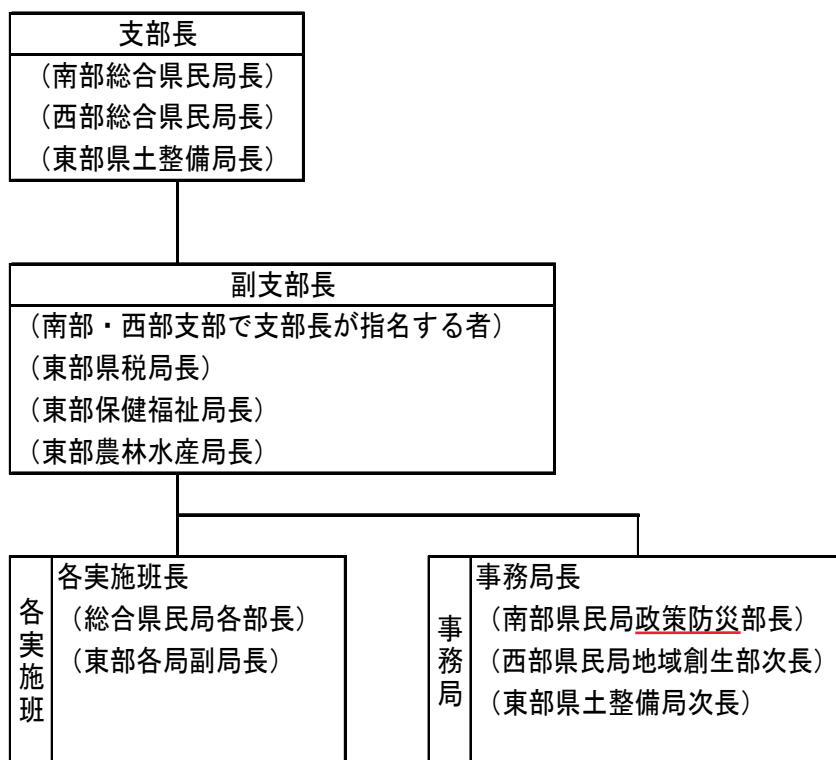 支部長
（南部総合県民局長）
（西部総合県民局長）
（東部県土整備局長）
副支部長
（南部・西部支部で支部長が指名する者）
（東部県税局長）
（東部保健福祉局長）
（東部農林水産局長）
各実施班
各実施班長
（総合県民局各部長）
（東部各局副局長）
事務局
事務局長
（南部県民局政策防災部長）
（西部県民局地域創生部次長）
（東部県土整備局次長）